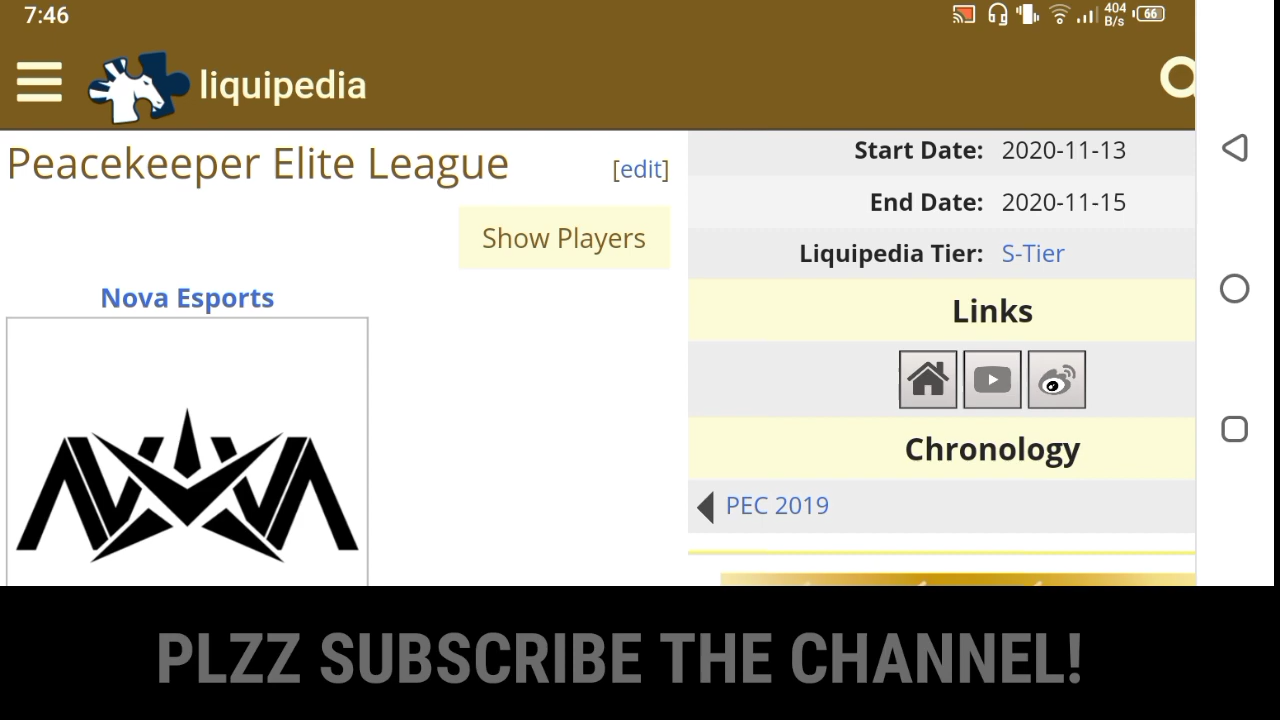 7:46
404
B/s
66
liquipedia
Peacekeeper Elite League
[edit]
Show Players
Nova Esports
Start Date: 2020-11-13
End Date: 2020-11-15
Liquipedia Tier: S-Tier
Links
Chronology
PEC 2019
PLZZ SUBSCRIBE THE CHANNEL!